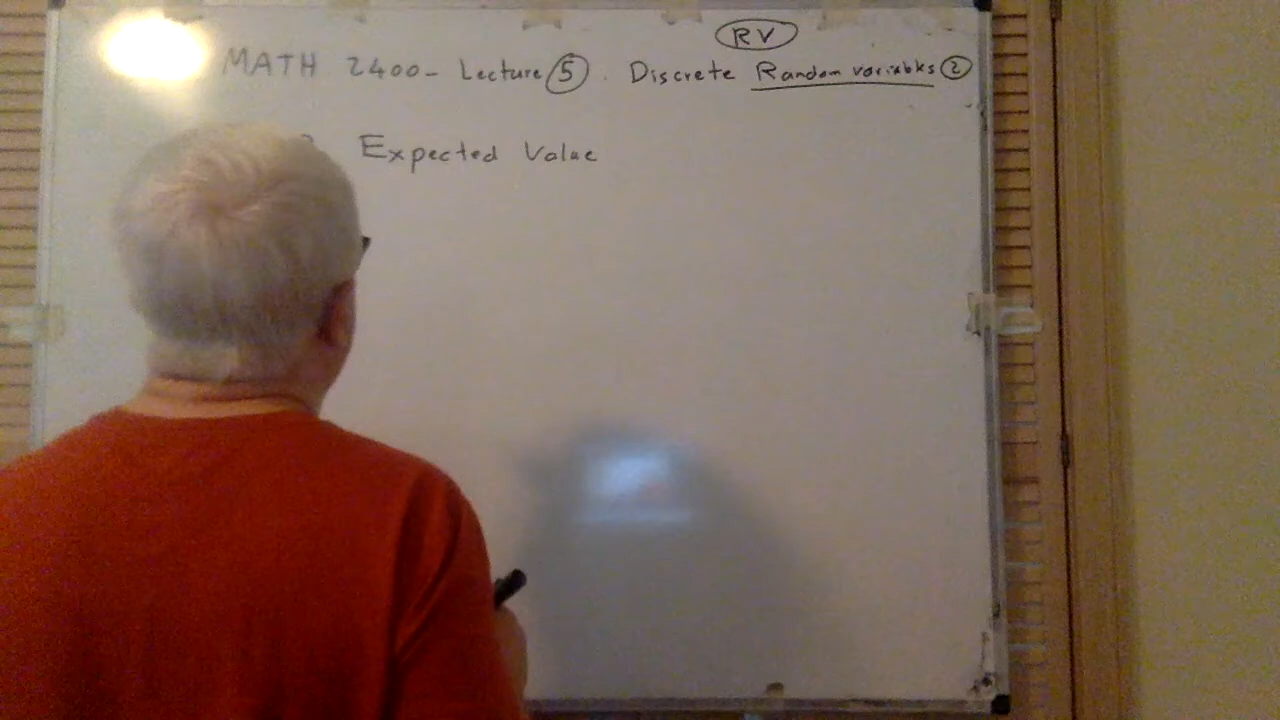 RV
MATH 2400 - Lecture 5. Discrete Random variables 2
Expected Value